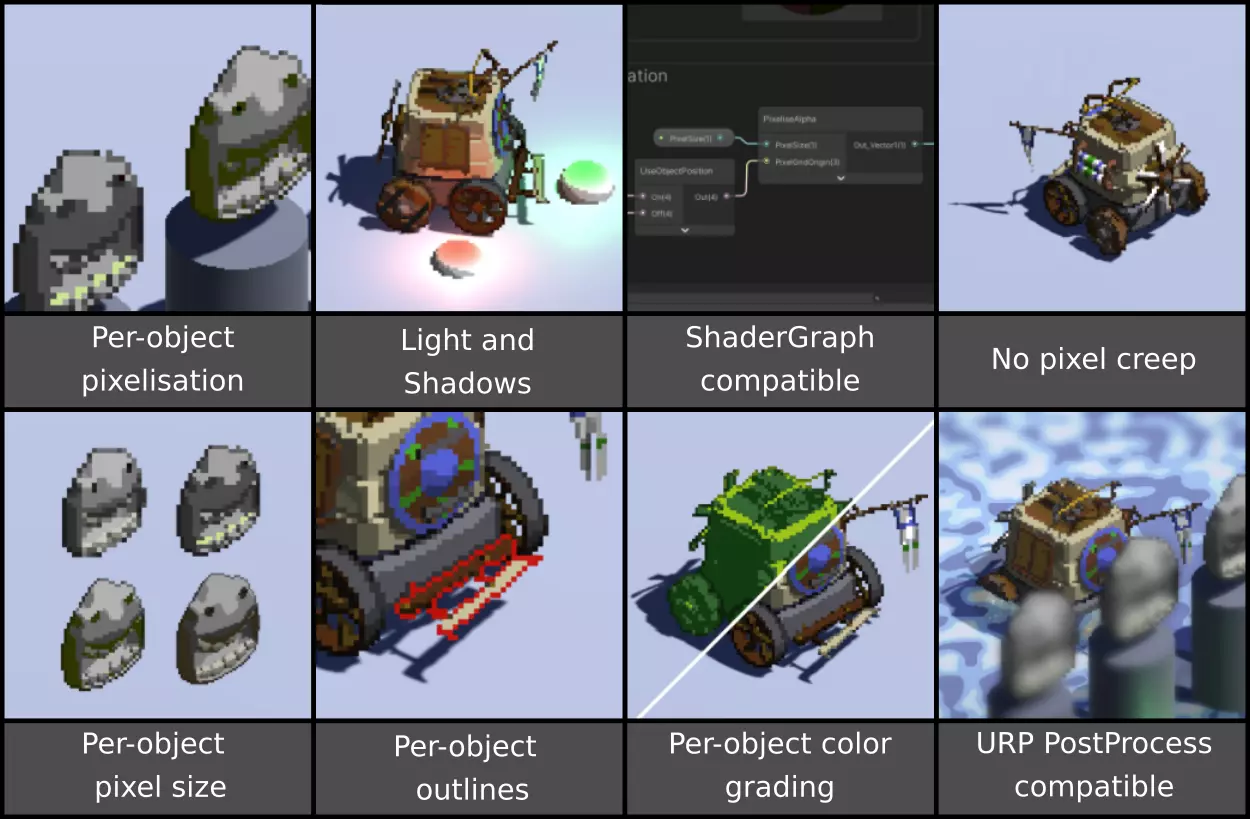 ation
PixeliseAlpha
PixelSize(1)
PixelSize(1)
Out_Vector1(1)
PixelGridOrigin(3)
UseObjectPosition
On(4)
Out(4)
Off(4)
Per-object
pixelisation
Light and
Shadows
ShaderGraph
compatible
No pixel creep
Per-object
pixel size
Per-object
outlines
Per-object color
grading
URP PostProcess
compatible